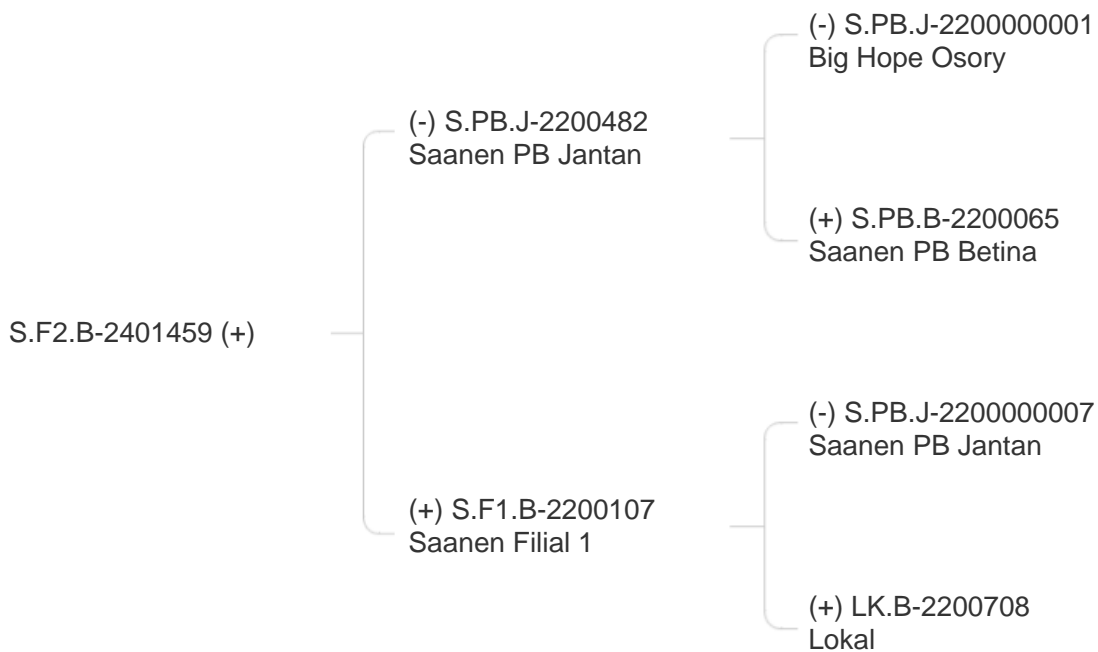 (-) S.PB.J-2200000001
Big Hope Osory
(-) S.PB.J-2200482
Saanen PB Jantan
(+) S.PB.B-2200065
Saanen PB Betina
S.F2.B-2401459 (+)
(-) S.PB.J-2200000007
Saanen PB Jantan
(+) S.F1.B-2200107
Saanen Filial 1
(+) LK.B-2200708
Lokal